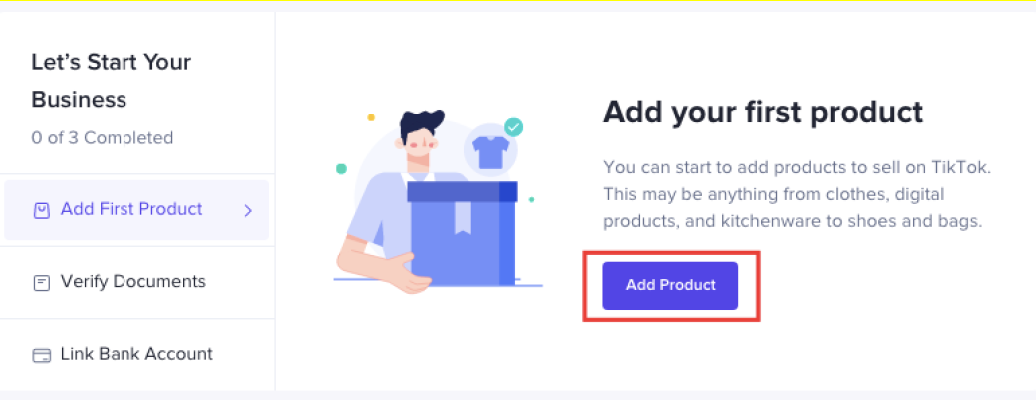 Let's Start Your
Business
0 of 3 Completed
Add First Product
Verify Documents
Link Bank Account
Add your first product
You can start to add products to sell on TikTok.
This may be anything from clothes, digital
products, and kitchenware to shoes and bags.
Add Product